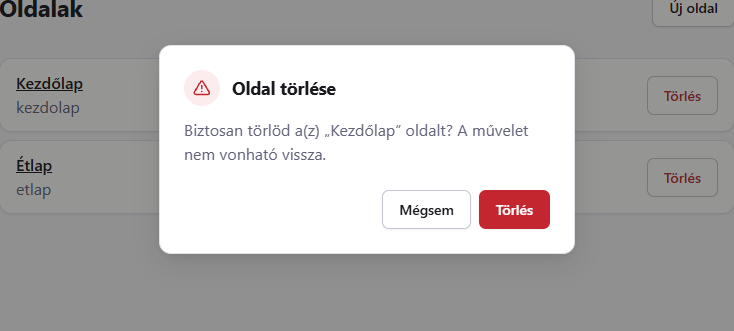 Oldalak
Új oldal
Oldal törlése
Kezdőlap
kezdolap
Törlés
Biztosan törlöd a(z) „Kezdőlap” oldalt? A művelet
nem vonható vissza.
Étlap
etlap
Törlés
Mégsem
Törlés